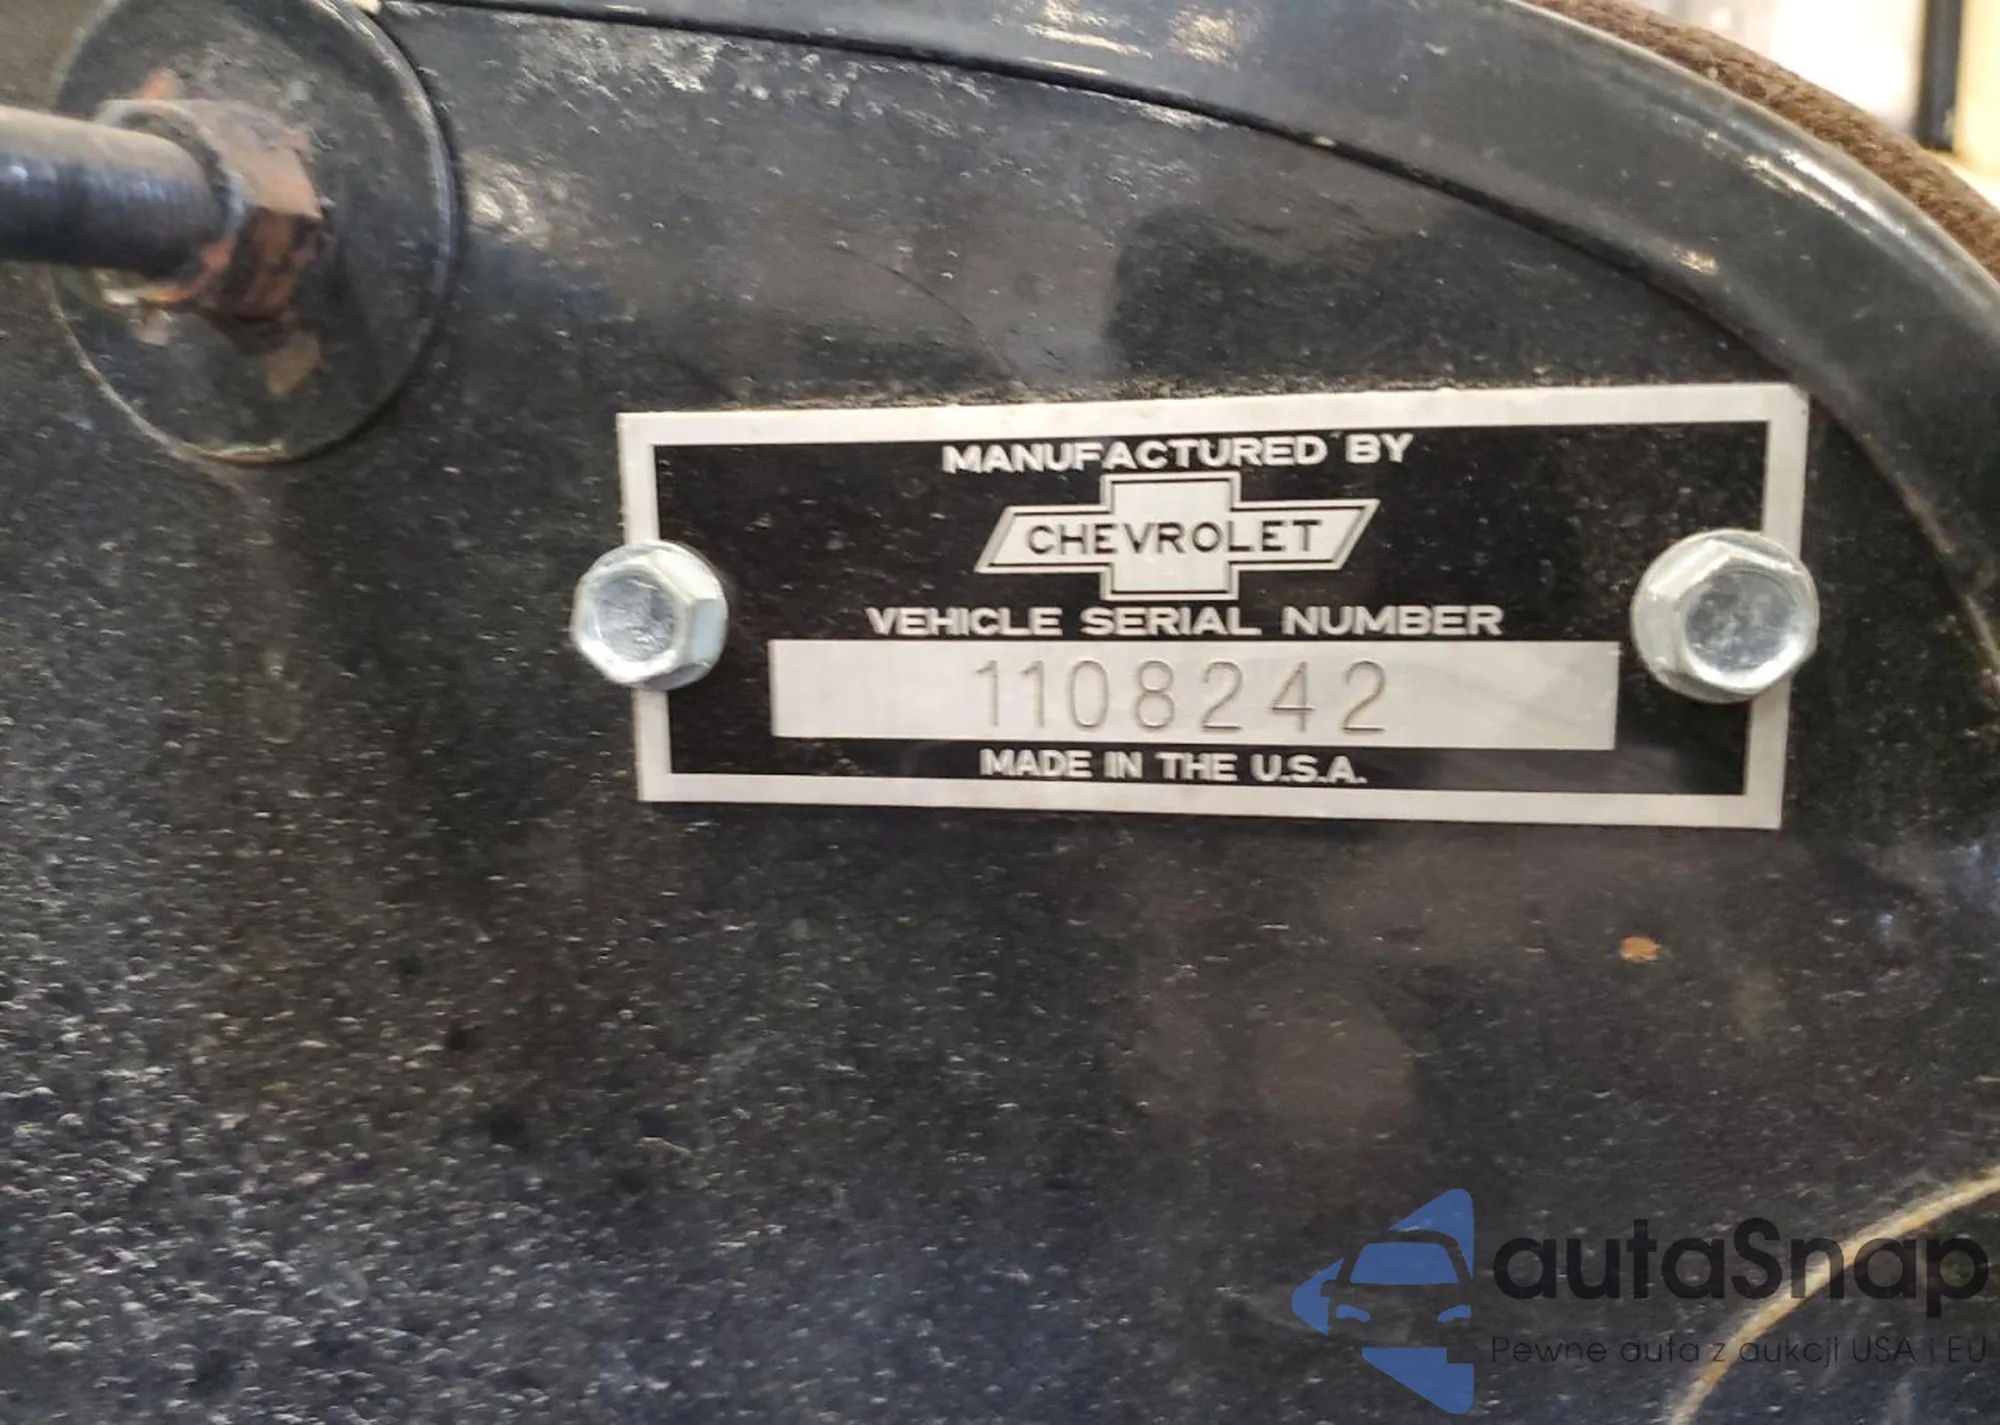 MANUFACTURED BY
CHEVROLET
VEHICLE SERIAL NUMBER
1108242
MADE IN THE U.S.A.
autaSnap
Pewne auta z aukcji USA i EU